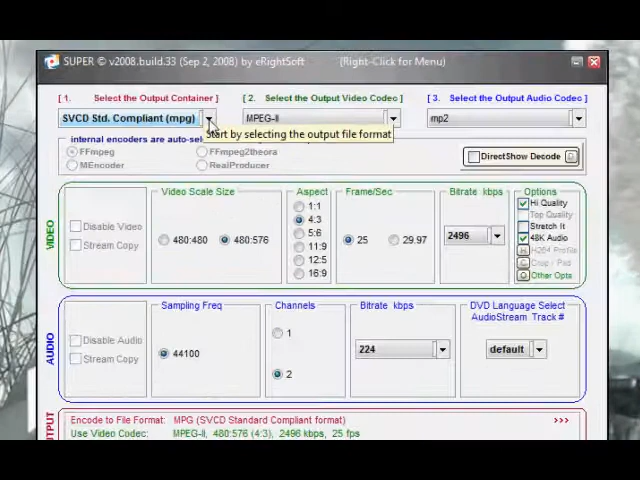 SUPER © v2008.build.33 (Sep 2, 2008) by eRightSoft (Right-Click for Menu)
[ 1. Select the Output Container ] [ 2. Select the Output Video Codec ] [ 3. Select the Output Audio Codec ]
SVCD Std. Compliant (mpg) MPEG-II mp2
Start by selecting the output file format
internal encoders are auto-sel
FFmpeg FFmpeg2theora
MEncoder RealProducer
DirectShow Decode
VIDEO
Disable Video
Stream Copy
Video Scale Size
480:480 480:576
Aspect
1:1
4:3
5:6
11:9
12:5
16:9
Frame/Sec
25 29.97
Bitrate kbps
2496
Options
Hi Quality
Top Quality
Stretch It
48K Audio
H264 Profile
Crop / Pad
Other Opts
AUDIO
Disable Audio
Stream Copy
Sampling Freq
44100
Channels
1
2
Bitrate kbps
224
DVD Language Select
AudioStream Track #
default
Encode to File Format: MPG (SVCD Standard Compliant format) >>>
Use Video Codec: MPEG-II, 480:576 (4:3), 2496 kbps, 25 fps